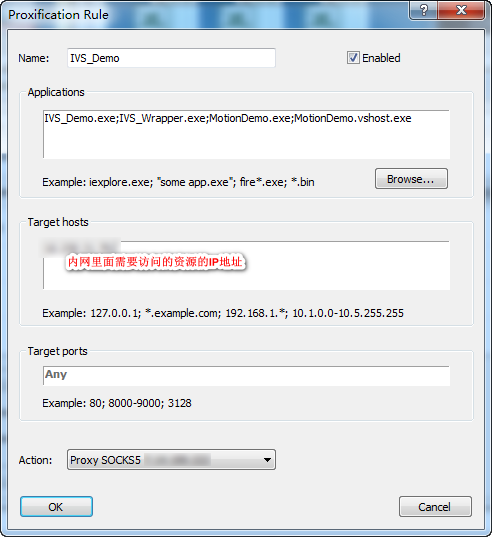 Proxification Rule
Name: IVS_Demo Enabled
Applications
IVS_Demo.exe;IVS_Wrapper.exe;MotionDemo.exe;MotionDemo.vshost.exe
Example: iexplore.exe; "some app.exe"; fire*.exe; *.bin Browse...
Target hosts
内网里面需要访问的资源的IP地址
Example: 127.0.0.1; *.example.com; 192.168.1.*; 10.1.0.0-10.5.255.255
Target ports
Any
Example: 80; 8000-9000; 3128
Action: Proxy SOCKS5
OK Cancel